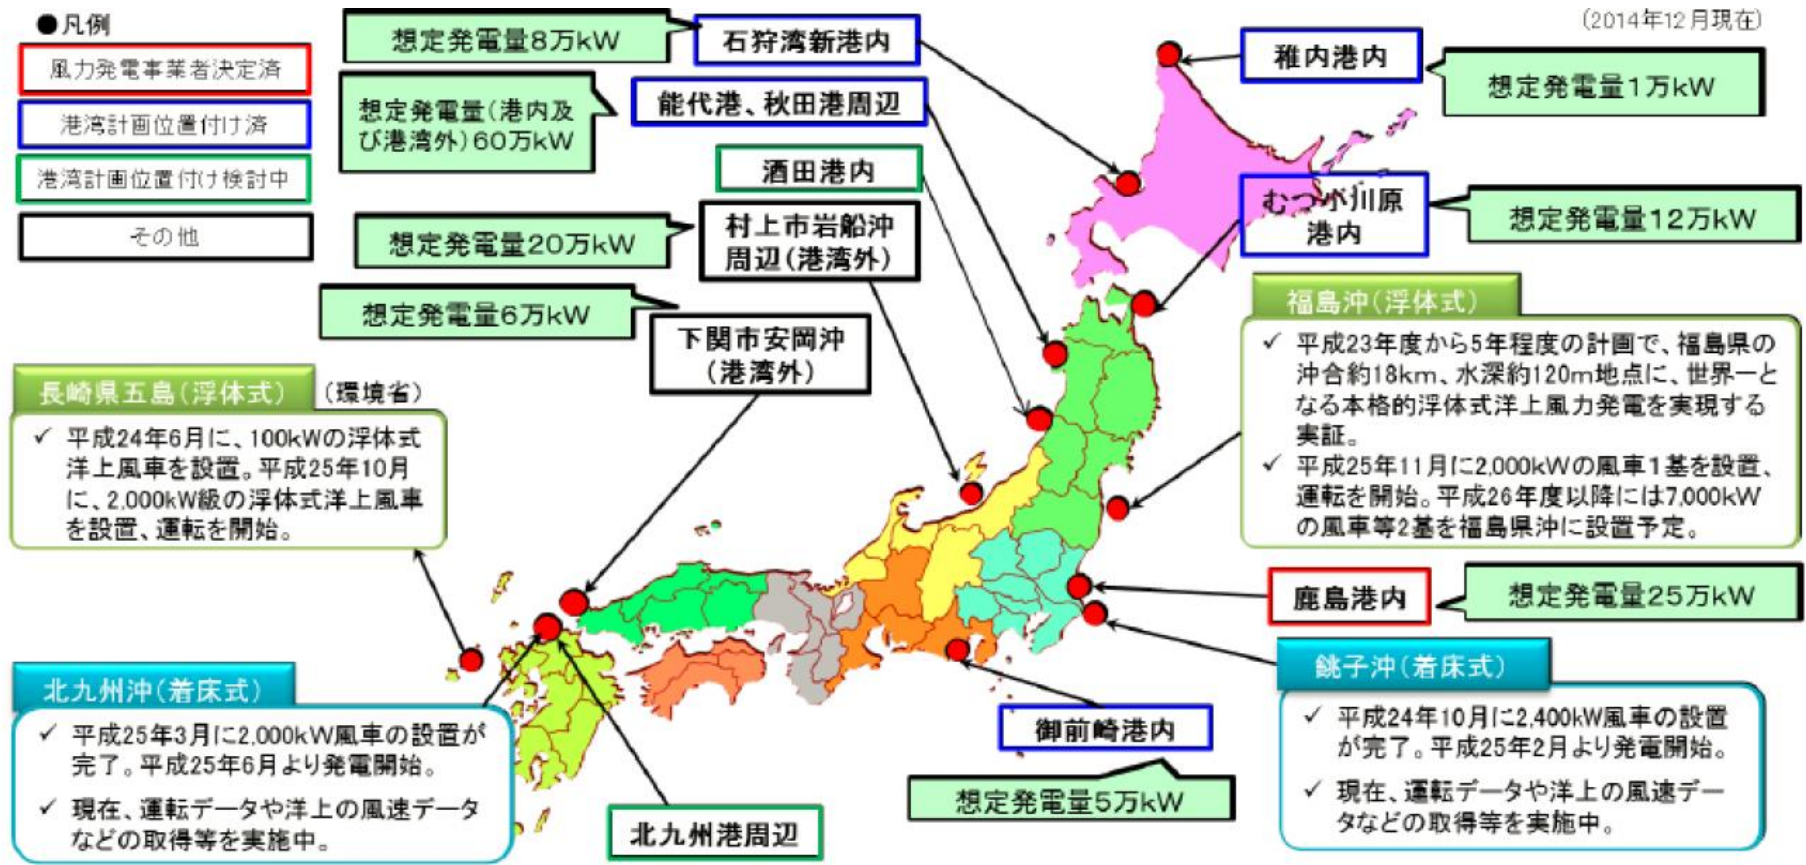 (2014年12月現在)
●凡例
風力発電事業者決定済
港湾計画位置付け済
港湾計画位置付け検討中
その他
想定発電量8万kW
石狩湾新港内
稚内港内
想定発電量1万kW
想定発電量(港内及
び港湾外)60万kW
能代港、秋田港周辺
酒田港内
むつ小川原
港内
想定発電量12万kW
想定発電量20万kW
村上市岩船沖
周辺(港湾外)
想定発電量6万kW
下関市安岡沖
(港湾外)
福島沖(浮体式)
✓ 平成23年度から5年程度の計画で、福島県の
沖合約18km、水深約120m地点に、世界一と
なる本格的浮体式洋上風力発電を実現する
実証。
✓ 平成25年11月に2,000kWの風車1基を設置、
運転を開始。平成26年度以降には7,000kW
の風車等2基を福島県沖に設置予定。
長崎県五島(浮体式)
(環境省)
✓ 平成24年6月に、100kWの浮体式
洋上風車を設置。平成25年10月
に、2,000kW級の浮体式洋上風車
を設置、運転を開始。
鹿島港内
想定発電量25万kW
北九州沖(着床式)
✓ 平成25年3月に2,000kW風車の設置が
完了。平成25年6月より発電開始。
✓ 現在、運転データや洋上の風速データ
などの取得等を実施中。
北九州港周辺
御前崎港内
想定発電量5万kW
銚子沖(着床式)
✓ 平成24年10月に2,400kW風車の設置
が完了。平成25年2月より発電開始。
✓ 現在、運転データや洋上の風速デー
タなどの取得等を実施中。